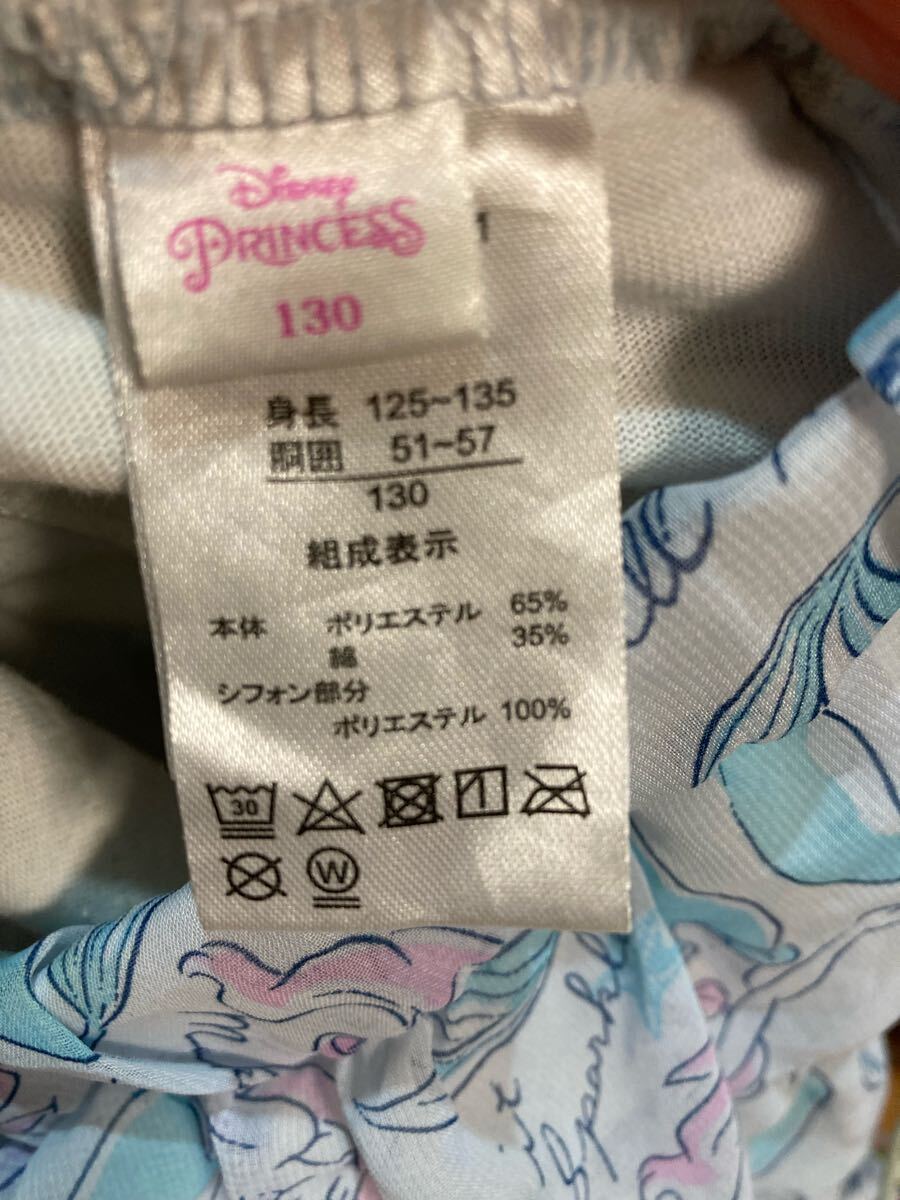 Disney
PRINCESS
130
身長 125~135
胴囲 51~57
130
組成表示
本体 ポリエステル 65%
綿 35%
シフォン部分
ポリエステル 100%
30
W
Sparkle